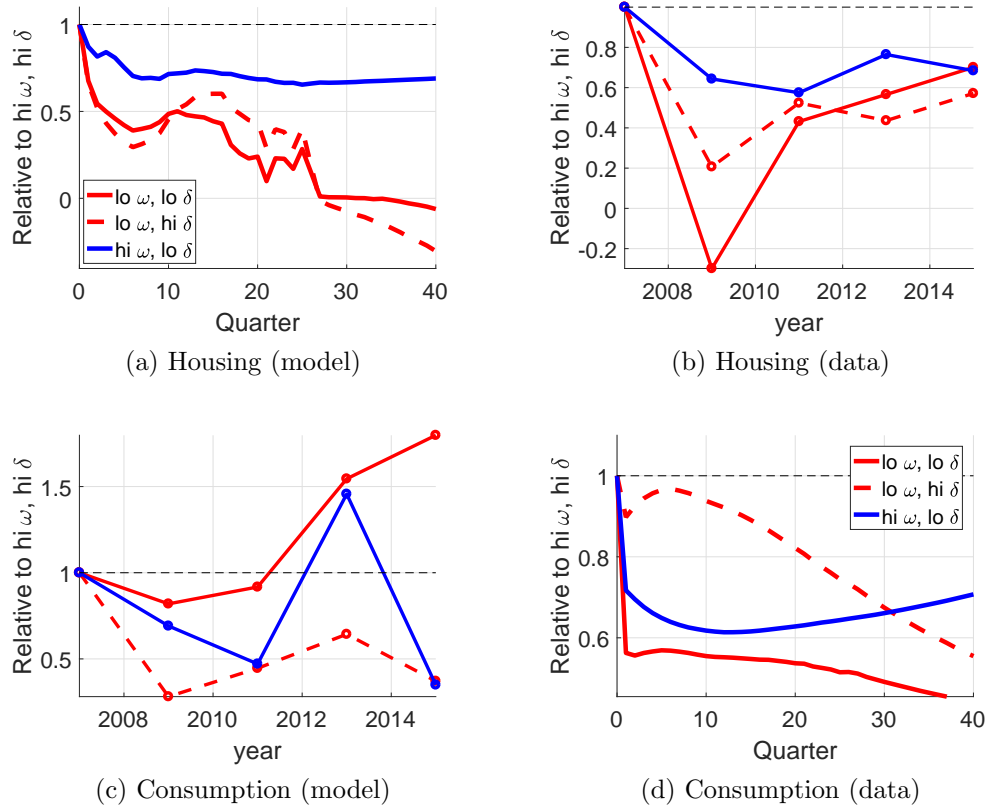 1
0.5
0
Relative to hi ω, hi δ
lo ω, lo δ
lo ω, hi δ
hi ω, lo δ
0 10 20 30 40
Quarter
(a) Housing (model)
0.8
0.6
0.4
0.2
0
-0.2
Relative to hi ω, hi δ
2008 2010 2012 2014
year
(b) Housing (data)
1.5
1
0.5
Relative to hi ω, hi δ
2008 2010 2012 2014
year
(c) Consumption (model)
1
0.8
0.6
Relative to hi ω, hi δ
lo ω, lo δ
lo ω, hi δ
hi ω, lo δ
0 10 20 30 40
Quarter
(d) Consumption (data)